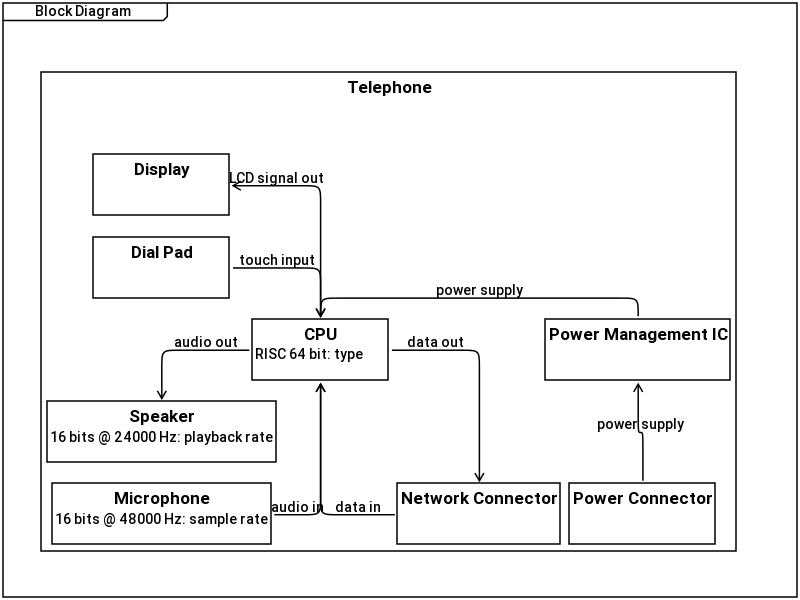 Block Diagram
Telephone
Display
LCD signal out
Dial Pad
touch input
power supply
CPU
RISC 64 bit: type
Power Management IC
audio out
data out
Speaker
16 bits @ 24000 Hz: playback rate
power supply
Microphone
16 bits @ 48000 Hz: sample rate
audio in
data in
Network Connector
Power Connector